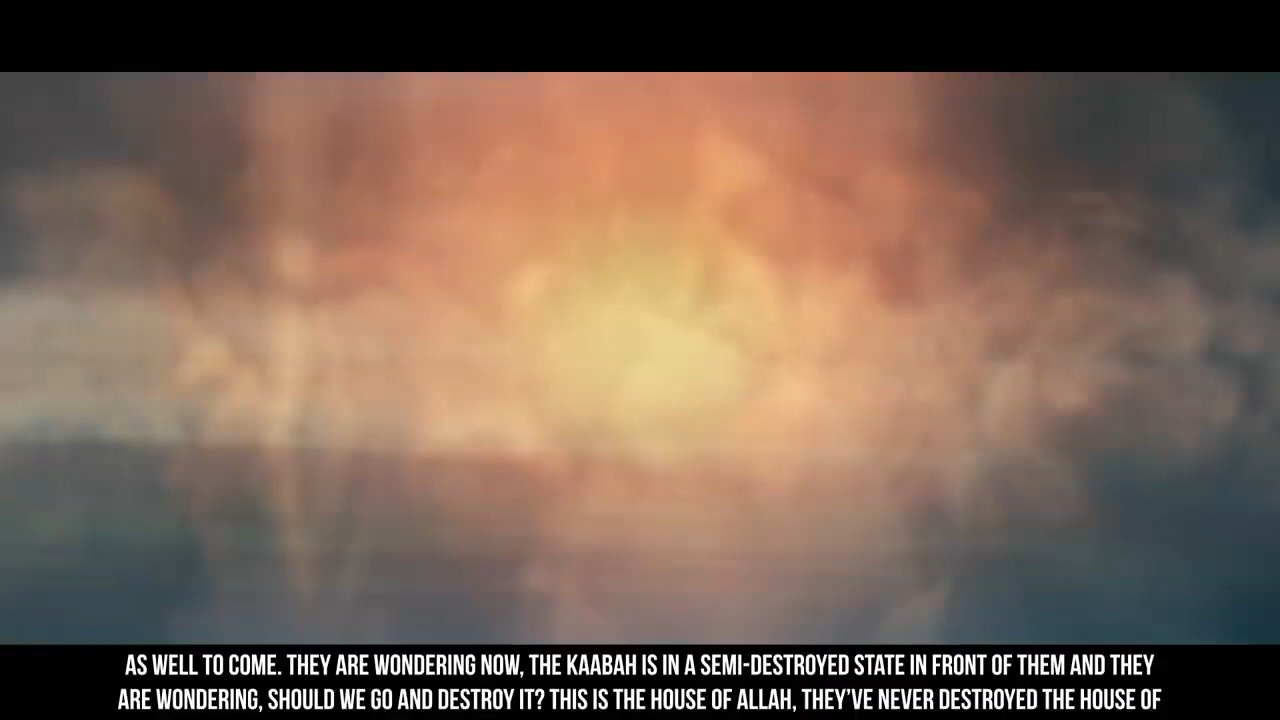 AS WELL TO COME. THEY ARE WONDERING NOW, THE KAABAH IS IN A SEMI-DESTROYED STATE IN FRONT OF THEM AND THEY
ARE WONDERING, SHOULD WE GO AND DESTROY IT? THIS IS THE HOUSE OF ALLAH, THEY'VE NEVER DESTROYED THE HOUSE OF